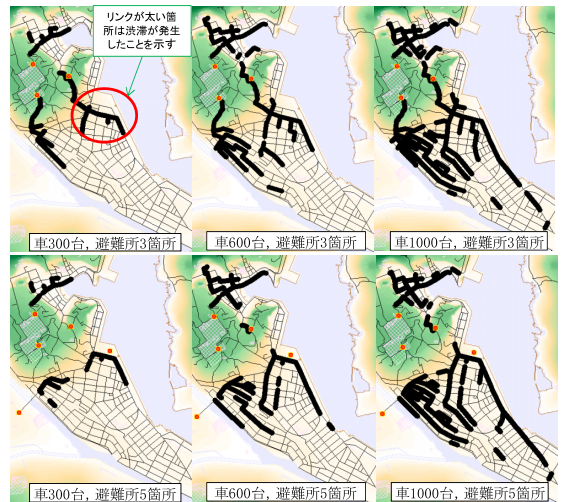 リンクが太い箇
所は渋滞が発生
したことを示す
車300台, 避難所3箇所
車600台, 避難所3箇所
車1000台, 避難所3箇所
車300台, 避難所5箇所
車600台, 避難所5箇所
車1000台, 避難所5箇所